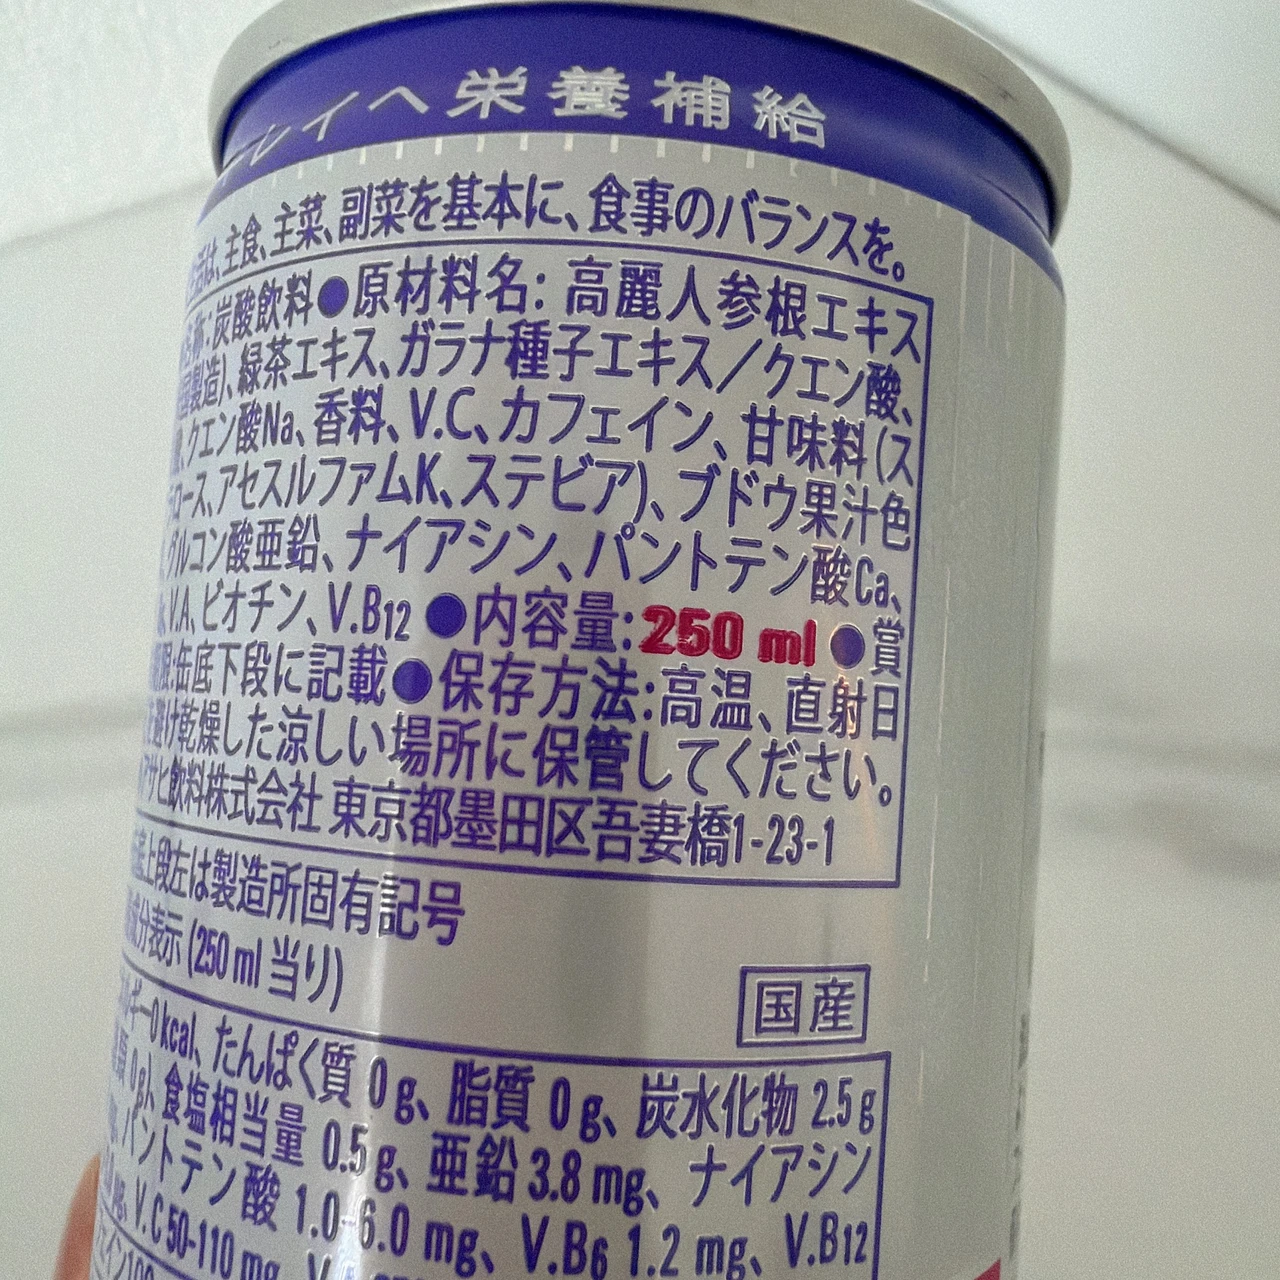 レイへ栄養補給
は、主食、主菜、副菜を基本に、食事のバランスを。
称:炭酸飲料●原材料名:高麗人参根エキス
製造)、緑茶エキス、ガラナ種子エキス／クエン酸、
、クエン酸Na、香料、V.C、カフェイン、甘味料(ス
ロース、アセスルファムK、ステビア)、ブドウ果汁色
グルコン酸亜鉛、ナイアシン、パントテン酸Ca、
V.A、ビオチン、V.B12 ●内容量:250 ml ●賞
限:缶底下段に記載●保存方法:高温、直射日
を避け乾燥した涼しい場所に保管してください。
アサヒ飲料株式会社 東京都墨田区吾妻橋1-23-1
上段左は製造所固有記号
成分表示 (250 ml 当り)
国産
ルギー0 kcal、たんぱく質 0 g、脂質 0 g、炭水化物 2.5 g
類 0 g)、食塩相当量 0.5 g、亜鉛 3.8 mg、ナイアシン
パントテン酸 1.0-6.0 mg、V.B6 1.2 mg、V.B12
μg、V.C 50-110 mg
イン100